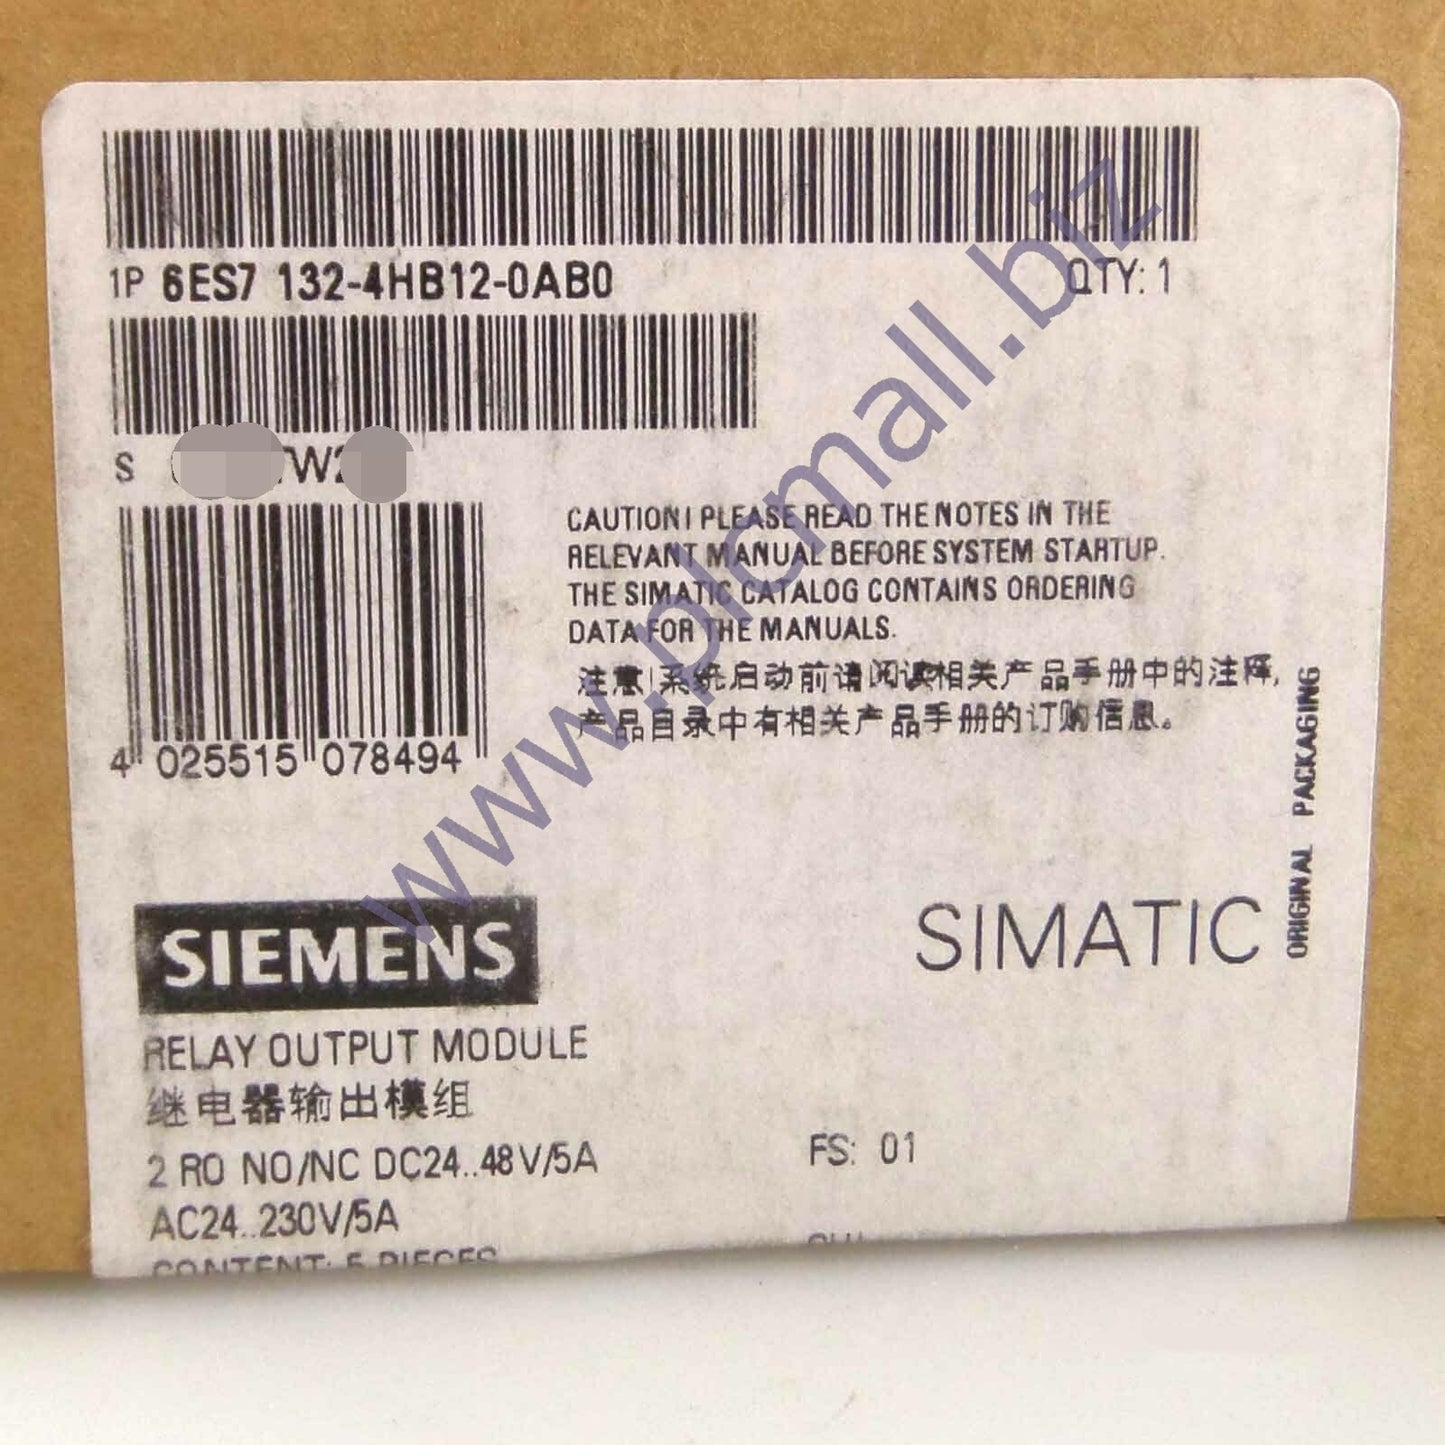 1P 6ES7 132-4HB12-0AB0
QTY: 1
S
CAUTION! PLEASE READ THE NOTES IN THE
RELEVANT MANUAL BEFORE SYSTEM STARTUP.
THE SIMATIC CATALOG CONTAINS ORDERING
DATA FOR THE MANUALS.
注意!系统启动前请阅读相关产品手册中的注释,
产品目录中有相关产品手册的订购信息。
4 025515 078494
ORIGINAL PACKAGING
SIEMENS
SIMATIC
RELAY OUTPUT MODULE
继电器输出模组
2 RO NO/NC DC24..48V/5A
FS: 01
AC24..230V/5A
CONTENT: 5 PIECES
www.plcmall.biz